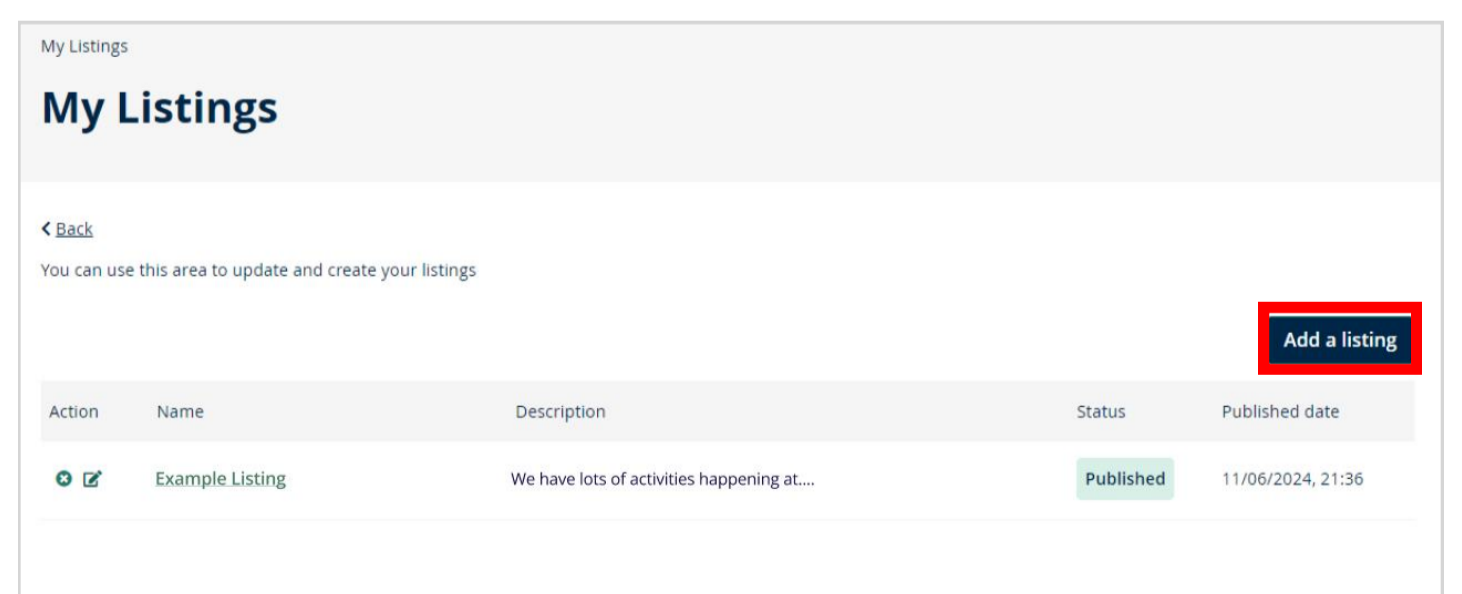 My Listings
My Listings
Back
You can use this area to update and create your listings
Add a listing
Action Name Description Status Published date
Example Listing We have lots of activities happening at.... Published 11/06/2024, 21:36